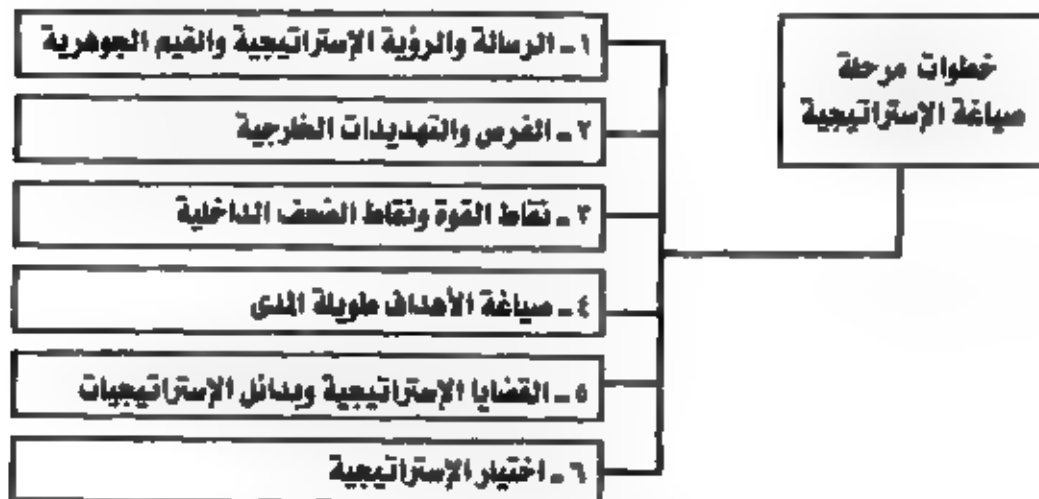 خطوات مرحلة
صياغة الإستراتيجية
١ ـ الرسالة والرؤية الإستراتيجية والقيم الجوهرية
٢ ـ الفرص والتهديدات الخارجية
٣ ـ نقاط القوة ونقاط الضعف الداخلية
٤ ـ صياغة الأهداف طويلة المدى
٥ ـ القضايا الإستراتيجية وبدائل الإستراتيجيات
٦ ـ اختيار الإستراتيجية